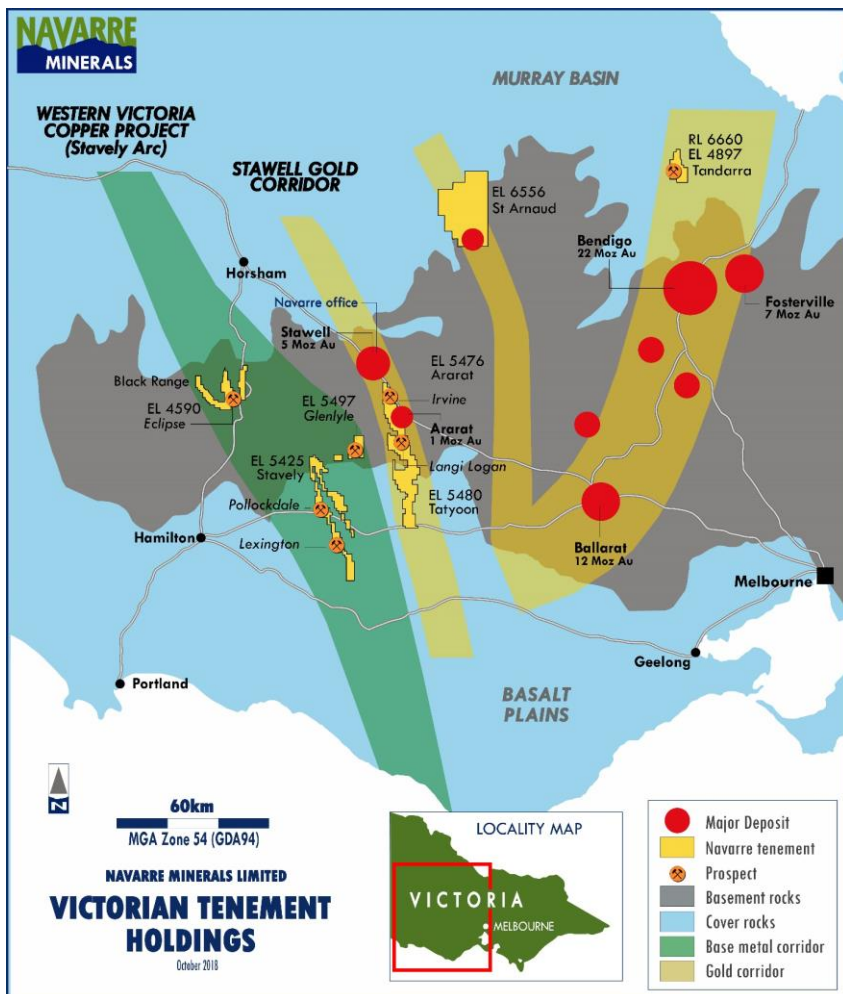 NAVARRE
MINERALS
MURRAY BASIN
WESTERN VICTORIA
COPPER PROJECT
(Stavely Arc)
STAWELL GOLD
CORRIDOR
RL 6660
EL 4897
Tandarra
EL 6556
St Arnaud
Bendigo
22 Moz Au
Horsham
Fosterville
7 Moz Au
Navarre office
Stawell
5 Moz Au
EL 5476
Ararat
Black Range
Irvine
EL 4590
Eclipse
EL 5497
Glenlyle
Ararat
1 Moz Au
EL 5425
Stavely
Langi Logan
EL 5480
Tatyoon
Pollockdale
Hamilton
Lexington
Ballarat
12 Moz Au
Melbourne
Geelong
Portland
BASALT
PLAINS
N
60km
MGA Zone 54 (GDA94)
NAVARRE MINERALS LIMITED
VICTORIAN TENEMENT
HOLDINGS
October 2018
LOCALITY MAP
VICTORIA
MELBOURNE
Major Deposit
Navarre tenement
Prospect
Basement rocks
Cover rocks
Base metal corridor
Gold corridor